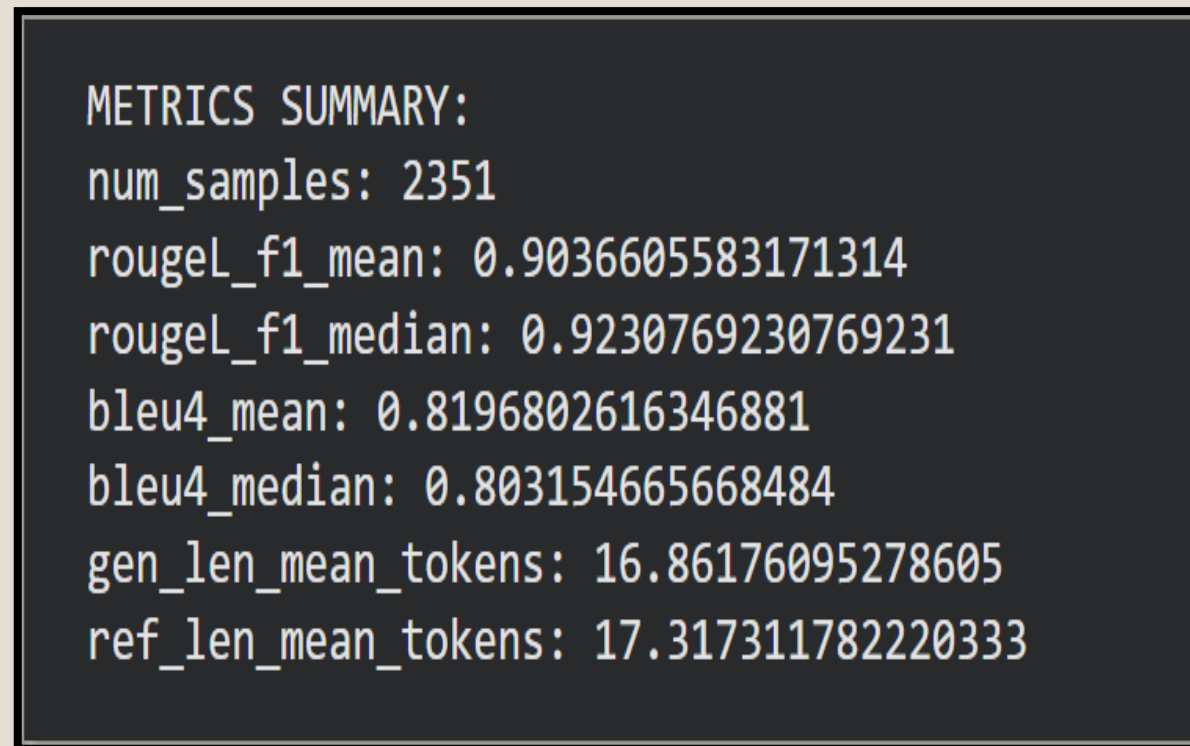 METRICS SUMMARY:
num_samples: 2351
rougeL_f1_mean: 0.9036605583171314
rougeL_f1_median: 0.9230769230769231
bleu4_mean: 0.8196802616346881
bleu4_median: 0.803154665668484
gen_len_mean_tokens: 16.86176095278605
ref_len_mean_tokens: 17.317311782220333